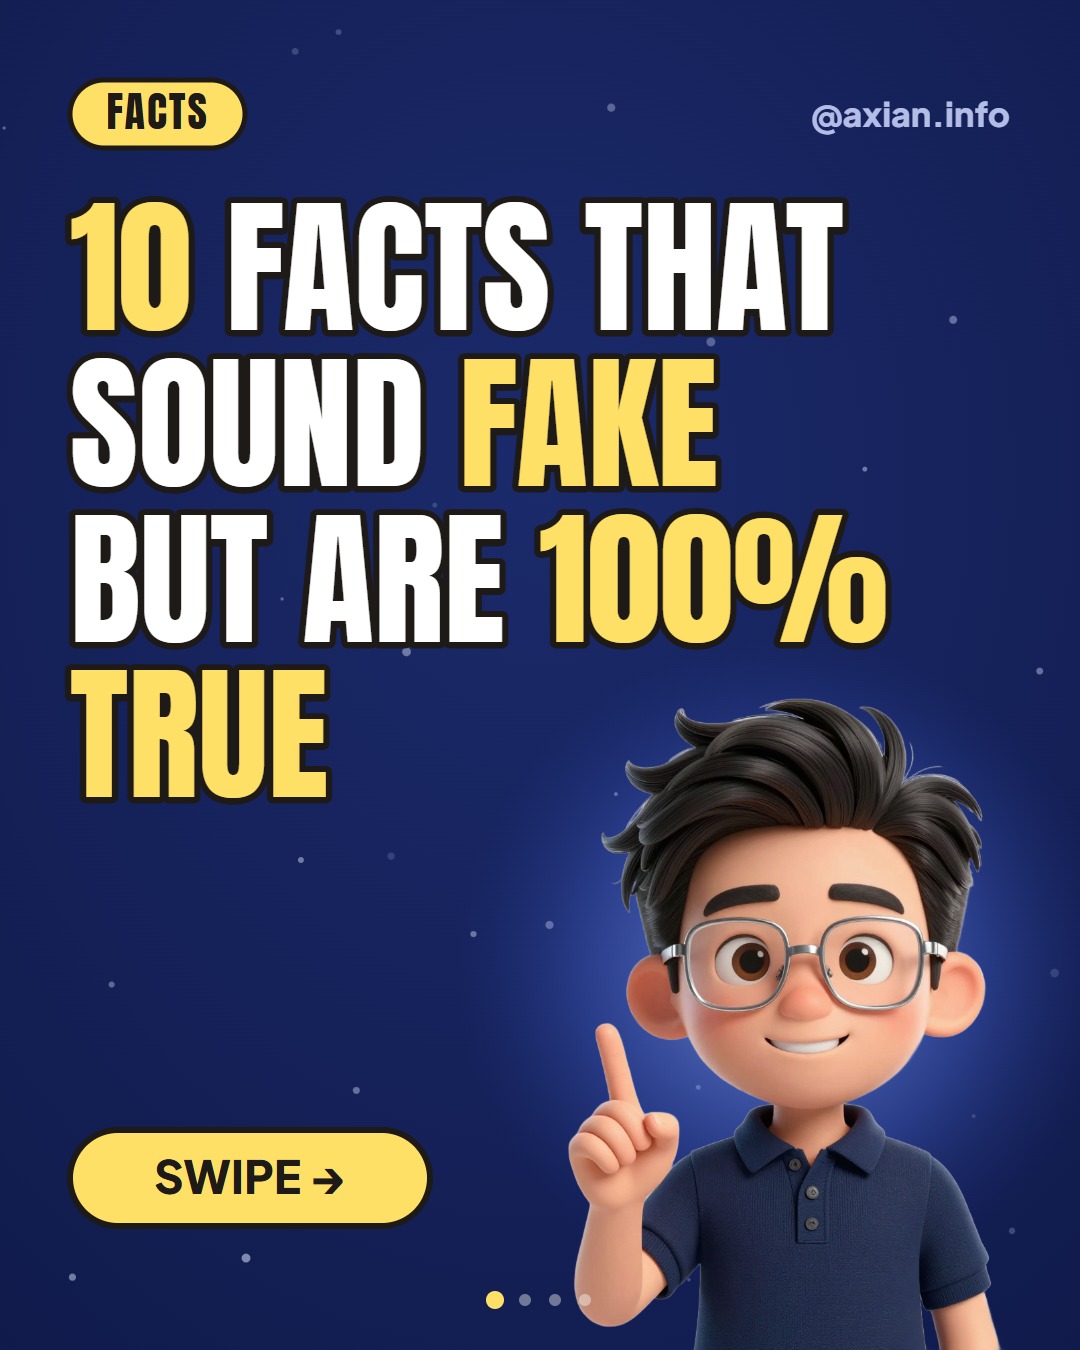 FACTS
@axian.info
10 FACTS THAT
SOUND FAKE
BUT ARE 100%
TRUE
SWIPE →